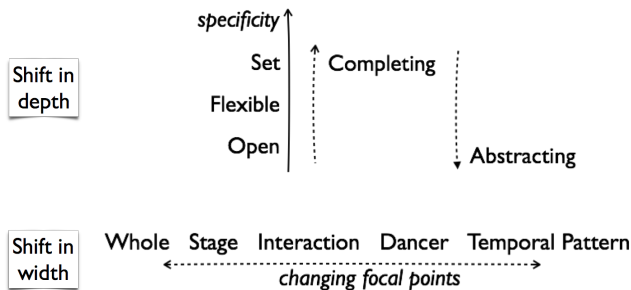 specificity
Shift in
depth
Set
Completing
Flexible
Open
Abstracting
Shift in
width
Whole Stage Interaction Dancer Temporal Pattern
changing focal points